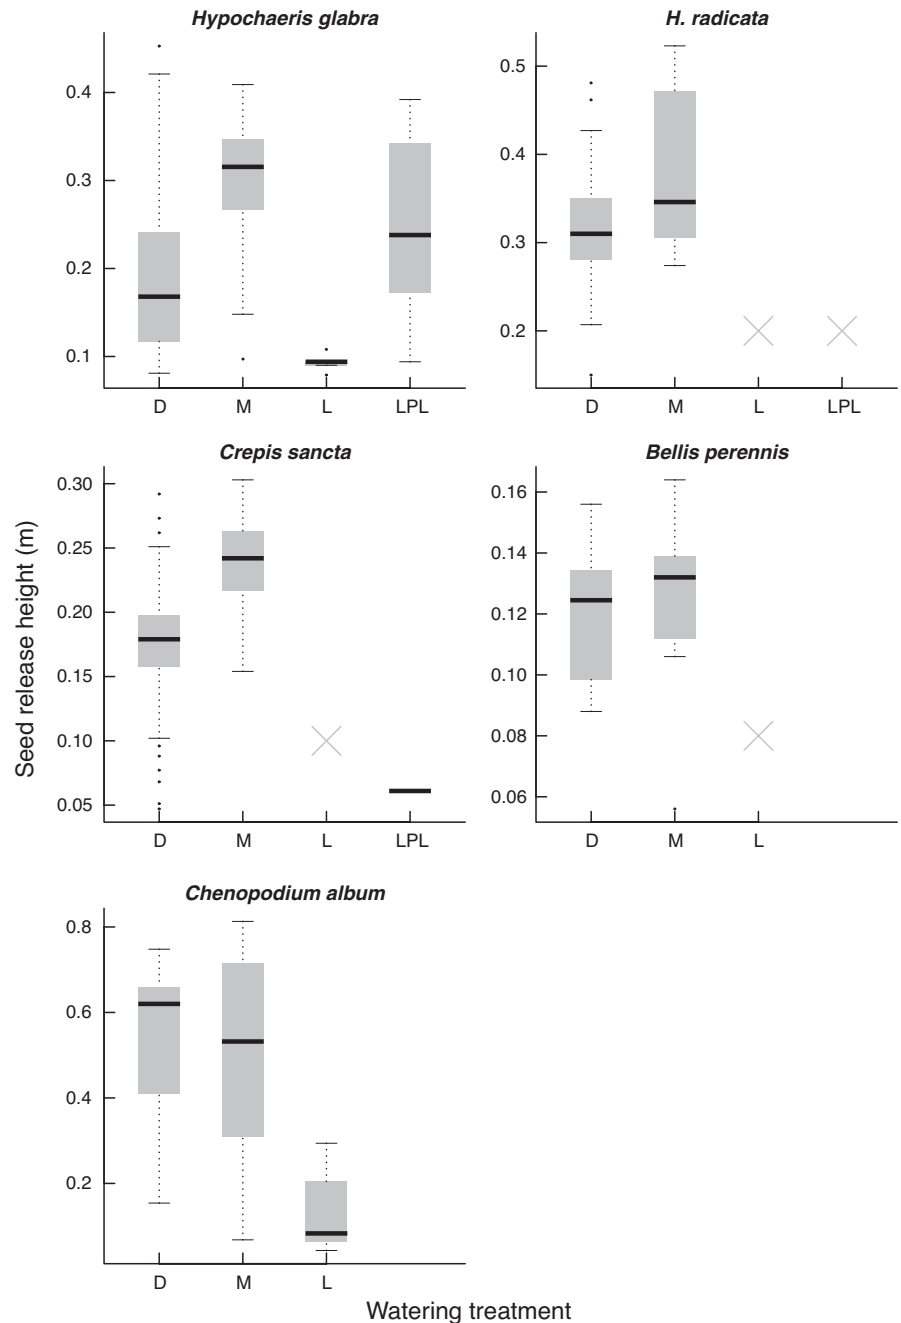 Hypochaeris glabra
0.4
0.3
0.2
0.1
D M L LPL
H. radicata
0.5
0.4
0.3
0.2
D M L LPL
Crepis sancta
0.30
0.25
0.20
0.15
0.10
0.05
D M L LPL
Bellis perennis
0.16
0.14
0.12
0.10
0.08
0.06
D M L
Chenopodium album
0.8
0.6
0.4
0.2
D M L
Seed release height (m)
Watering treatment